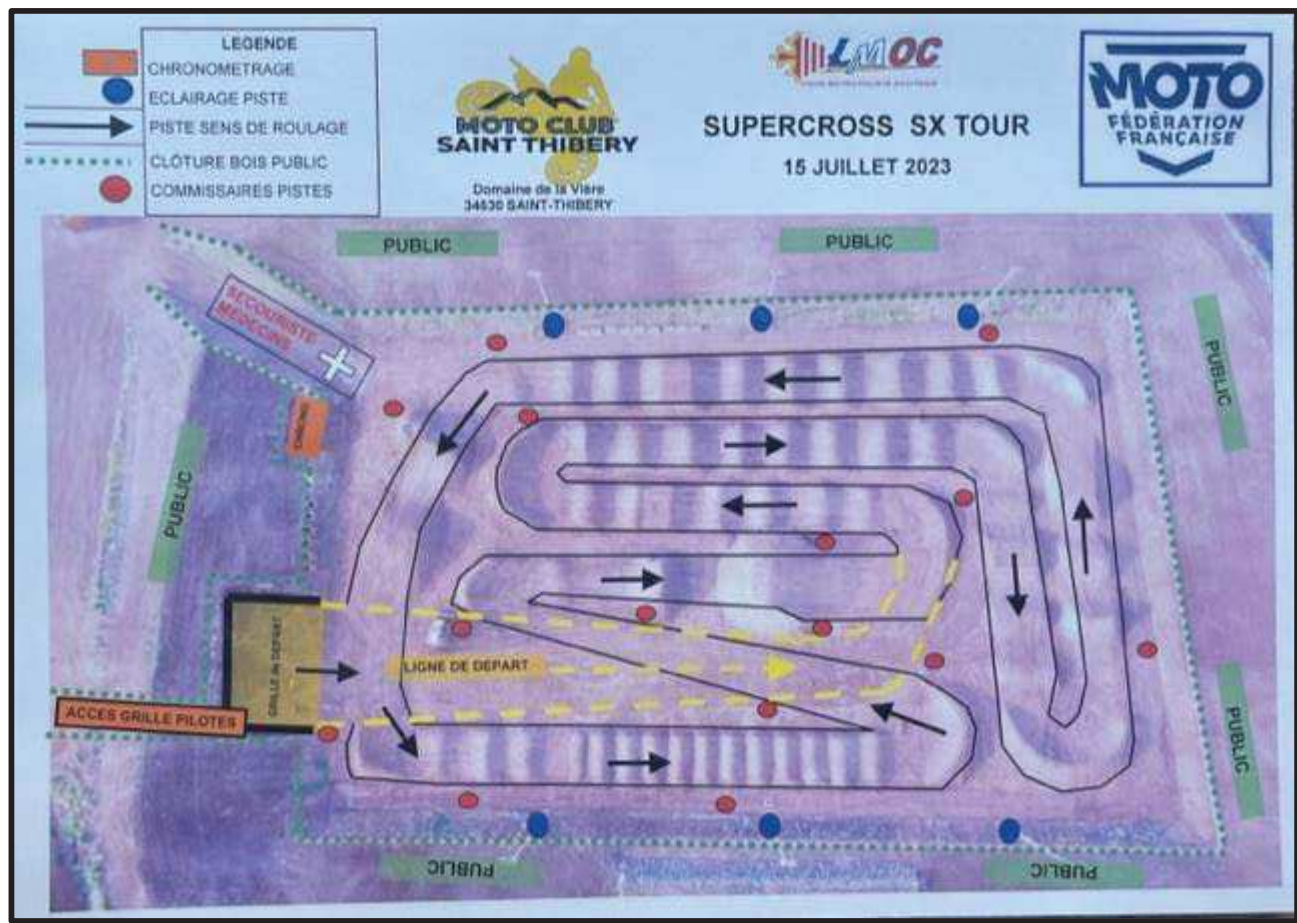 LEGENDE
CHRONOMETRAGE
ECLAIRAGE PISTE
PISTE SENS DE ROULAGE
CLÔTURE BOIS PUBLIC
COMMISSAIRES PISTES
MOTO CLUB
SAINT THIBERY
Domaine de la Vière
34630 SAINT-THIBERY
LMOC
SUPERCROSS SX TOUR
15 JUILLET 2023
MOTO
FÉDÉRATION
FRANÇAISE
PUBLIC
PUBLIC
SECOURISTE
MEDECINS
CHRONO
PUBLIC
PUBLIC
GRILLE de DEPART
LIGNE DE DEPART
ACCES GRILLE PILOTES
PUBLIC
PUBLIC
PUBLIC